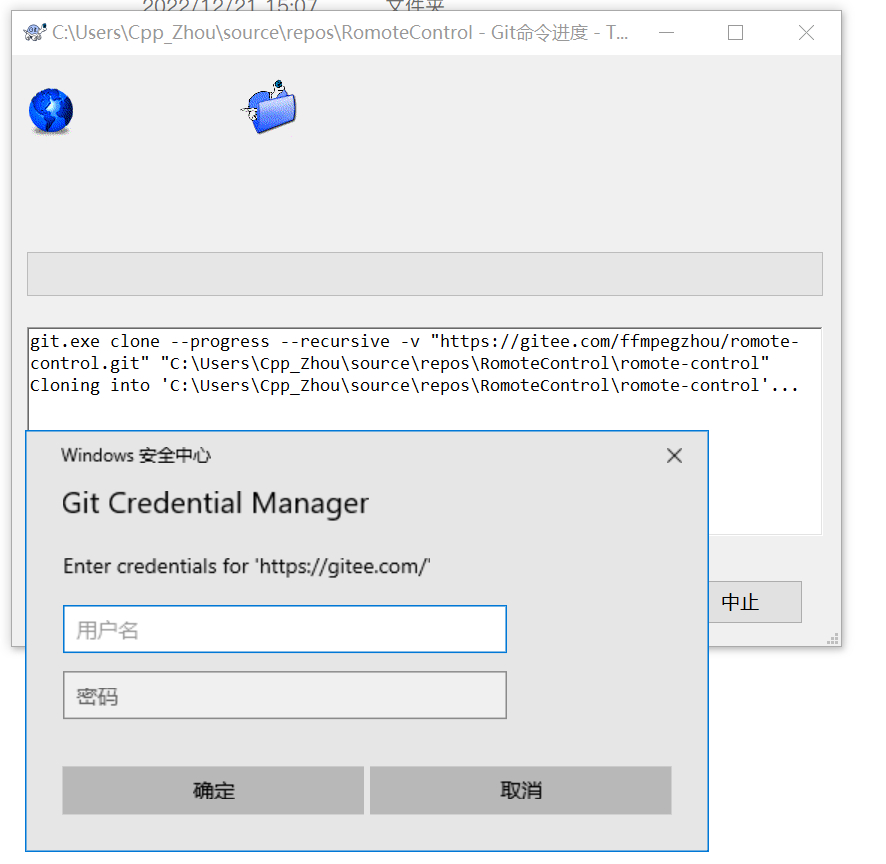 2022/12/21 15:07 文件夹
C:\Users\Cpp_Zhou\source\repos\RomoteControl - Git命令进度 - T...
git.exe clone --progress --recursive -v "https://gitee.com/ffmpegzhou/romote-
control.git" "C:\Users\Cpp_Zhou\source\repos\RomoteControl\romote-control"
Cloning into 'C:\Users\Cpp_Zhou\source\repos\RomoteControl\romote-control'...
Windows 安全中心
Git Credential Manager
Enter credentials for 'https://gitee.com/'
用户名
中止
密码
确定 取消